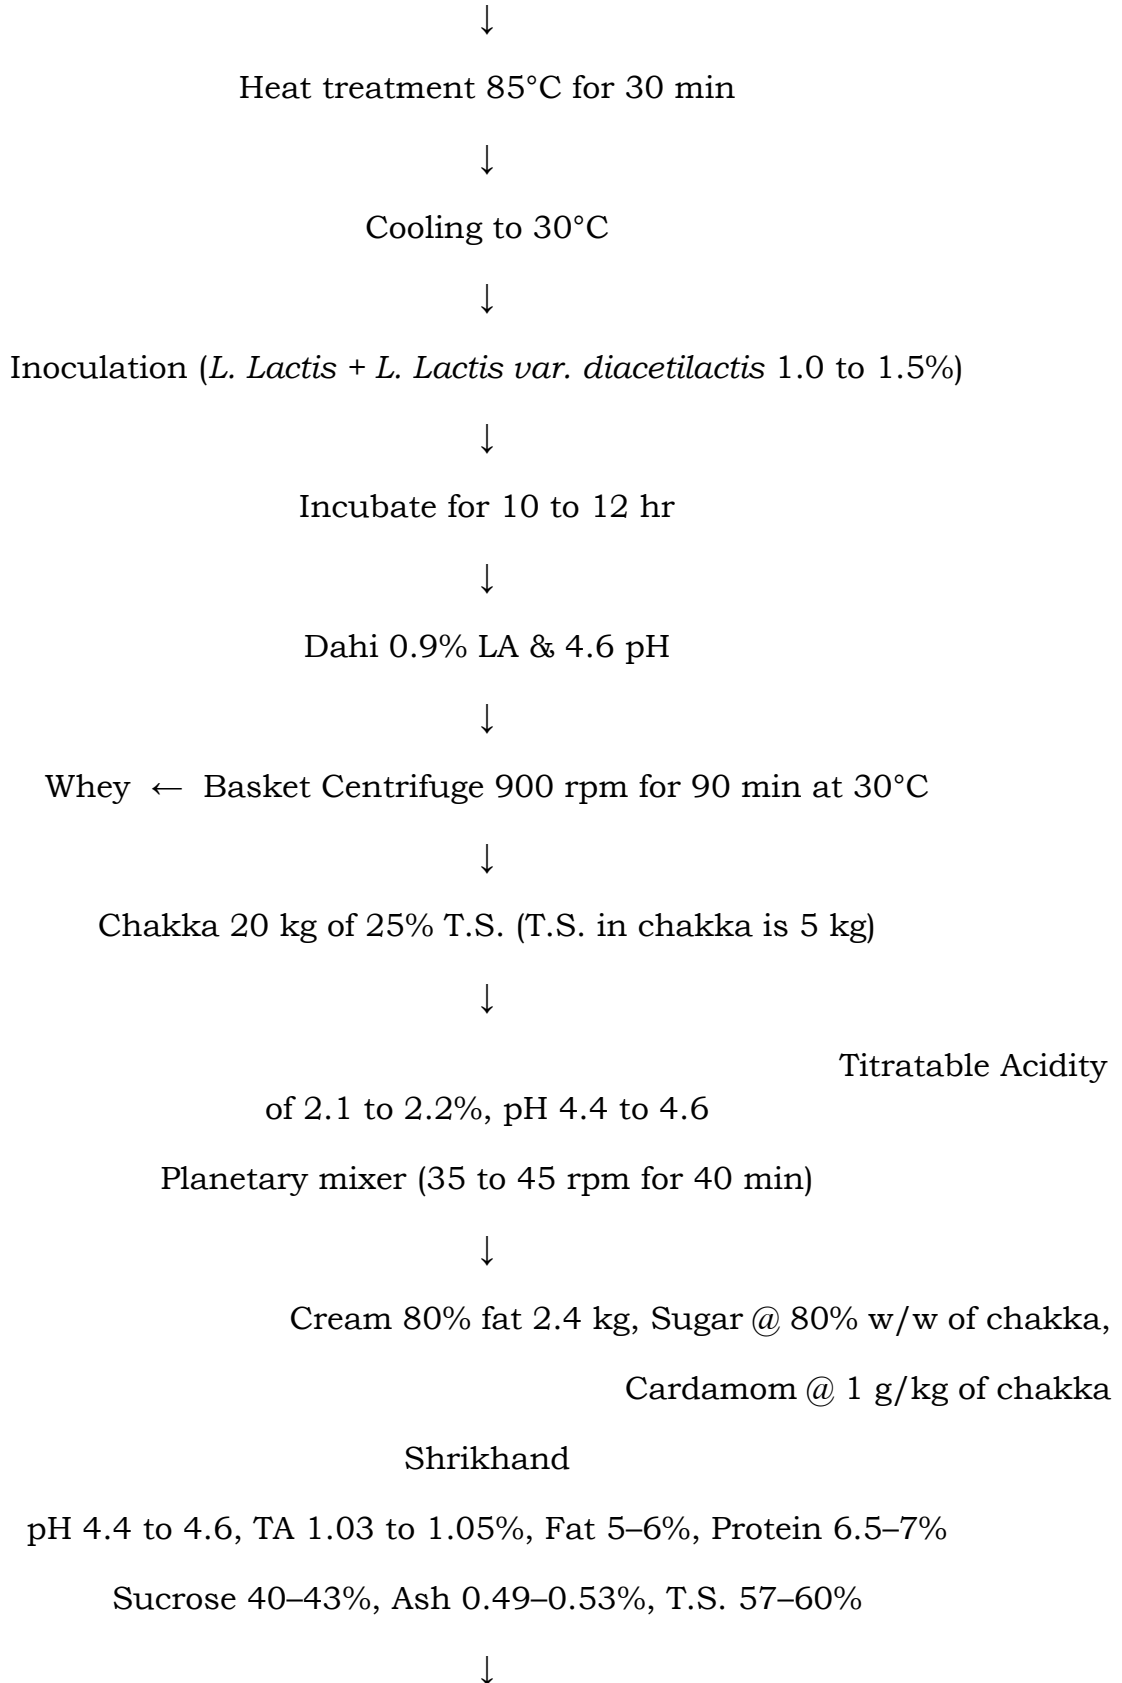 ↓
Heat treatment 85°C for 30 min
↓
Cooling to 30°C
↓
Inoculation (L. Lactis + L. Lactis var. diacetilactis 1.0 to 1.5%)
↓
Incubate for 10 to 12 hr
↓
Dahi 0.9% LA & 4.6 pH
↓
Whey ← Basket Centrifuge 900 rpm for 90 min at 30°C
↓
Chakka 20 kg of 25% T.S. (T.S. in chakka is 5 kg)
↓
Titratable Acidity
of 2.1 to 2.2%, pH 4.4 to 4.6
Planetary mixer (35 to 45 rpm for 40 min)
↓
Cream 80% fat 2.4 kg, Sugar @ 80% w/w of chakka,
Cardamom @ 1 g/kg of chakka
Shrikhand
pH 4.4 to 4.6, TA 1.03 to 1.05%, Fat 5–6%, Protein 6.5–7%
Sucrose 40–43%, Ash 0.49–0.53%, T.S. 57–60%
↓